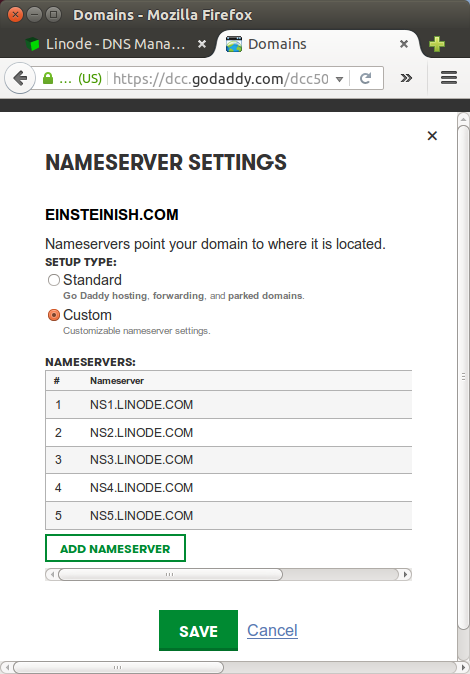 Domains - Mozilla Firefox
Linode - DNS Mana...
Domains
... (US) https://dcc.godaddy.com/dcc50
NAMESERVER SETTINGS
EINSTEINISH.COM
Nameservers point your domain to where it is located.
SETUP TYPE:
Standard
Go Daddy hosting, forwarding, and parked domains.
Custom
Customizable nameserver settings.
NAMESERVERS:
# Nameserver
1 NS1.LINODE.COM
2 NS2.LINODE.COM
3 NS3.LINODE.COM
4 NS4.LINODE.COM
5 NS5.LINODE.COM
ADD NAMESERVER
SAVE Cancel